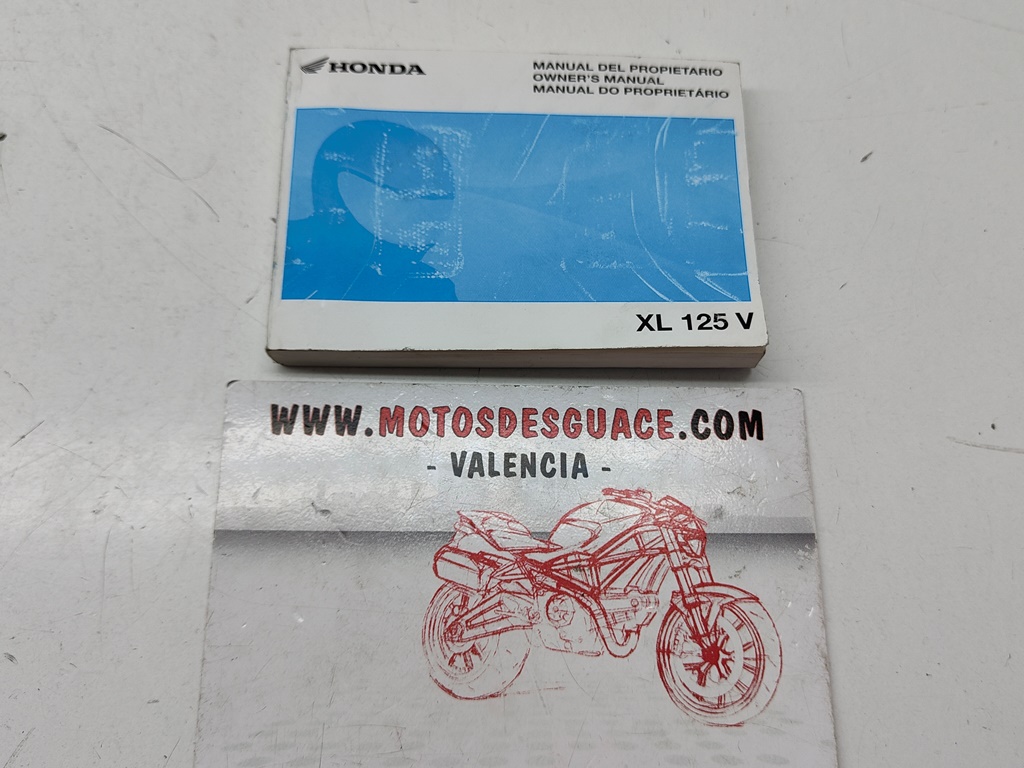 HONDA
MANUAL DEL PROPIETARIO
OWNER'S MANUAL
MANUAL DO PROPRIETÁRIO
XL 125 V
WWW.MOTOSDESGUACE.COM
- VALENCIA -